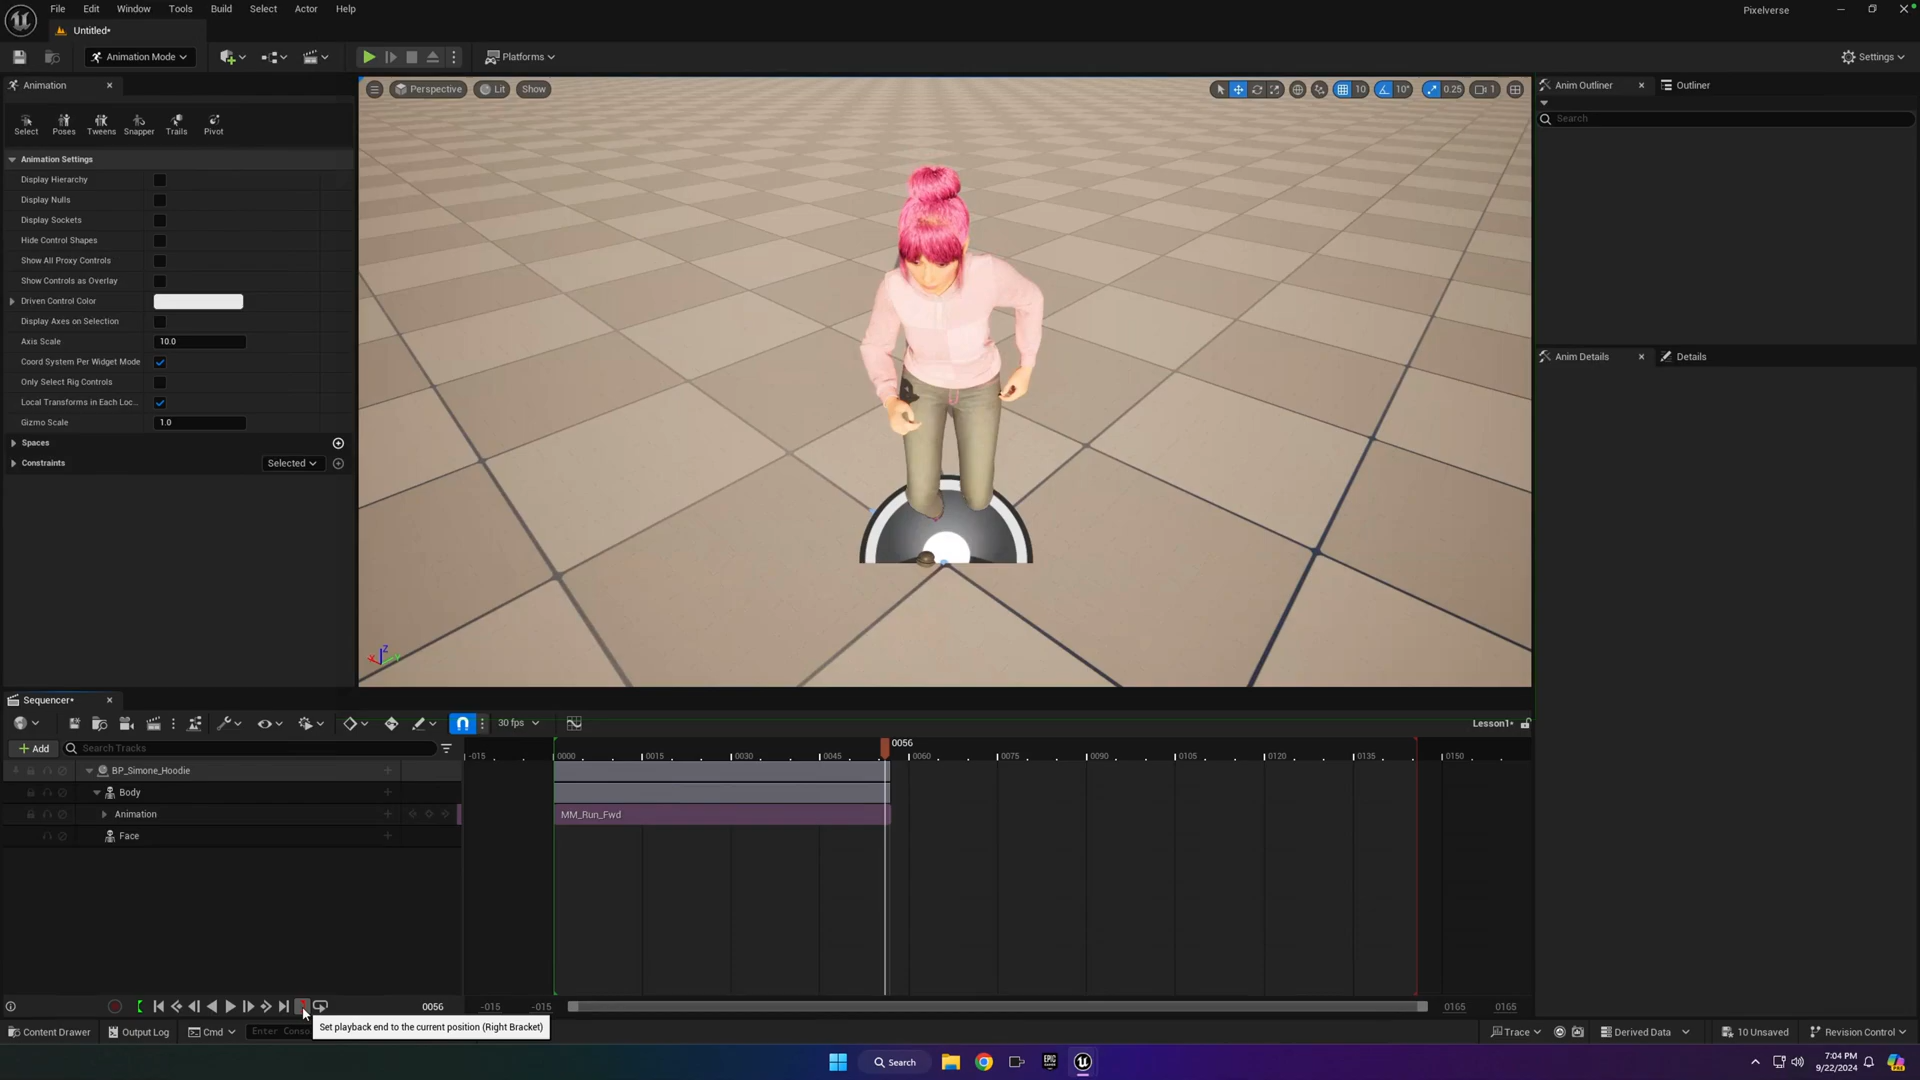 File Edit Window Tools Build Select Actor Help
Pixelverse
Untitled*
Animation Mode
Platforms
Settings
Animation
Perspective Lit Show
10 10° 0.25 1
Anim Outliner
Outliner
Search
Select Poses Tweens Snapper Trails Pivot
Animation Settings
Display Hierarchy
Display Nulls
Display Sockets
Hide Control Shapes
Show All Proxy Controls
Show Controls as Overlay
Driven Control Color
Display Axes on Selection
Axis Scale 10.0
Coord System Per Widget Mode
Only Select Rig Controls
Local Transforms in Each Loc...
Gizmo Scale 1.0
Spaces
Constraints Selected
Anim Details
Details
Z
X Y
Sequencer*
30 fps
Lesson1*
Add
Search Tracks
0056
-015 0000 0015 0030 0045 0060 0075 0090 0105 0120 0135 0150
BP_Simone_Hoodie
Body
Animation
MM_Run_Fwd
Face
0056
-015 -015 0165 0165
Set playback end to the current position (Right Bracket)
Content Drawer Output Log Cmd Enter Conso
Trace Derived Data 10 Unsaved Revision Control
Search
EPIC
7:04 PM
9/22/2024